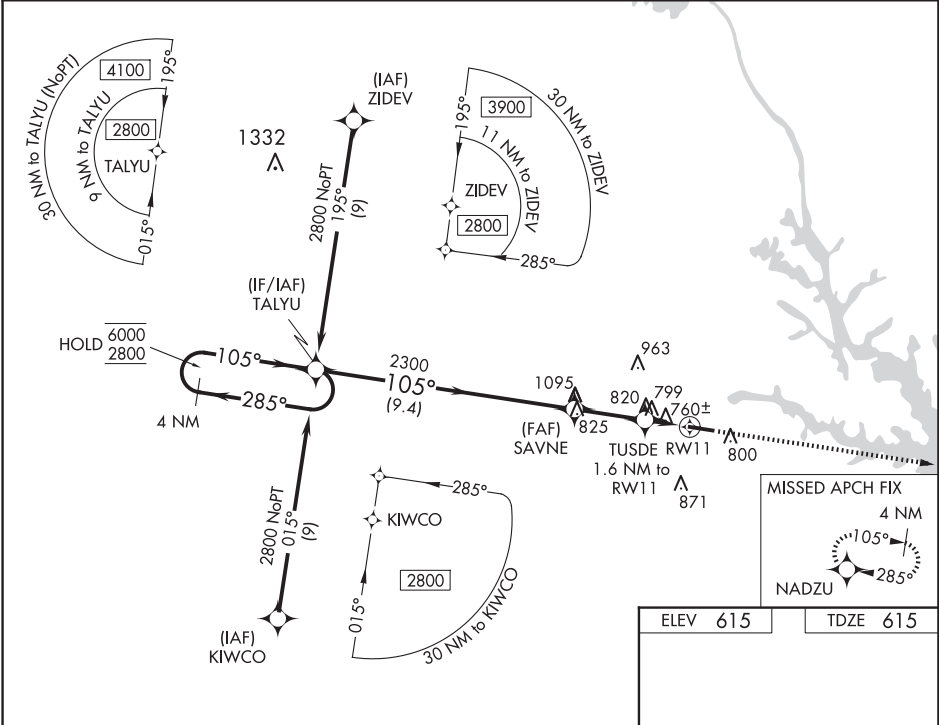 30 NM to TALYU (NoPT)
4100
195°
9 NM to TALYU
2800
TALYU
015°
1332
(IAF)
ZIDEV
2800 NoPT
195°
(9)
3900
195°
30 NM to ZIDEV
11 NM to ZIDEV
ZIDEV
2800
285°
(IF/IAF)
TALYU
HOLD 6000
2800
105°
285°
4 NM
2300
105°
(9.4)
963
1095
820
799
760±
825
(FAF)
SAVNE
TUSDE
1.6 NM to
RW11
RW11
800
871
2800 NoPT
015°
(9)
(IAF)
KIWCO
285°
KIWCO
2800
015°
30 NM to KIWCO
MISSED APCH FIX
4 NM
105°
285°
NADZU
ELEV 615
TDZE 615